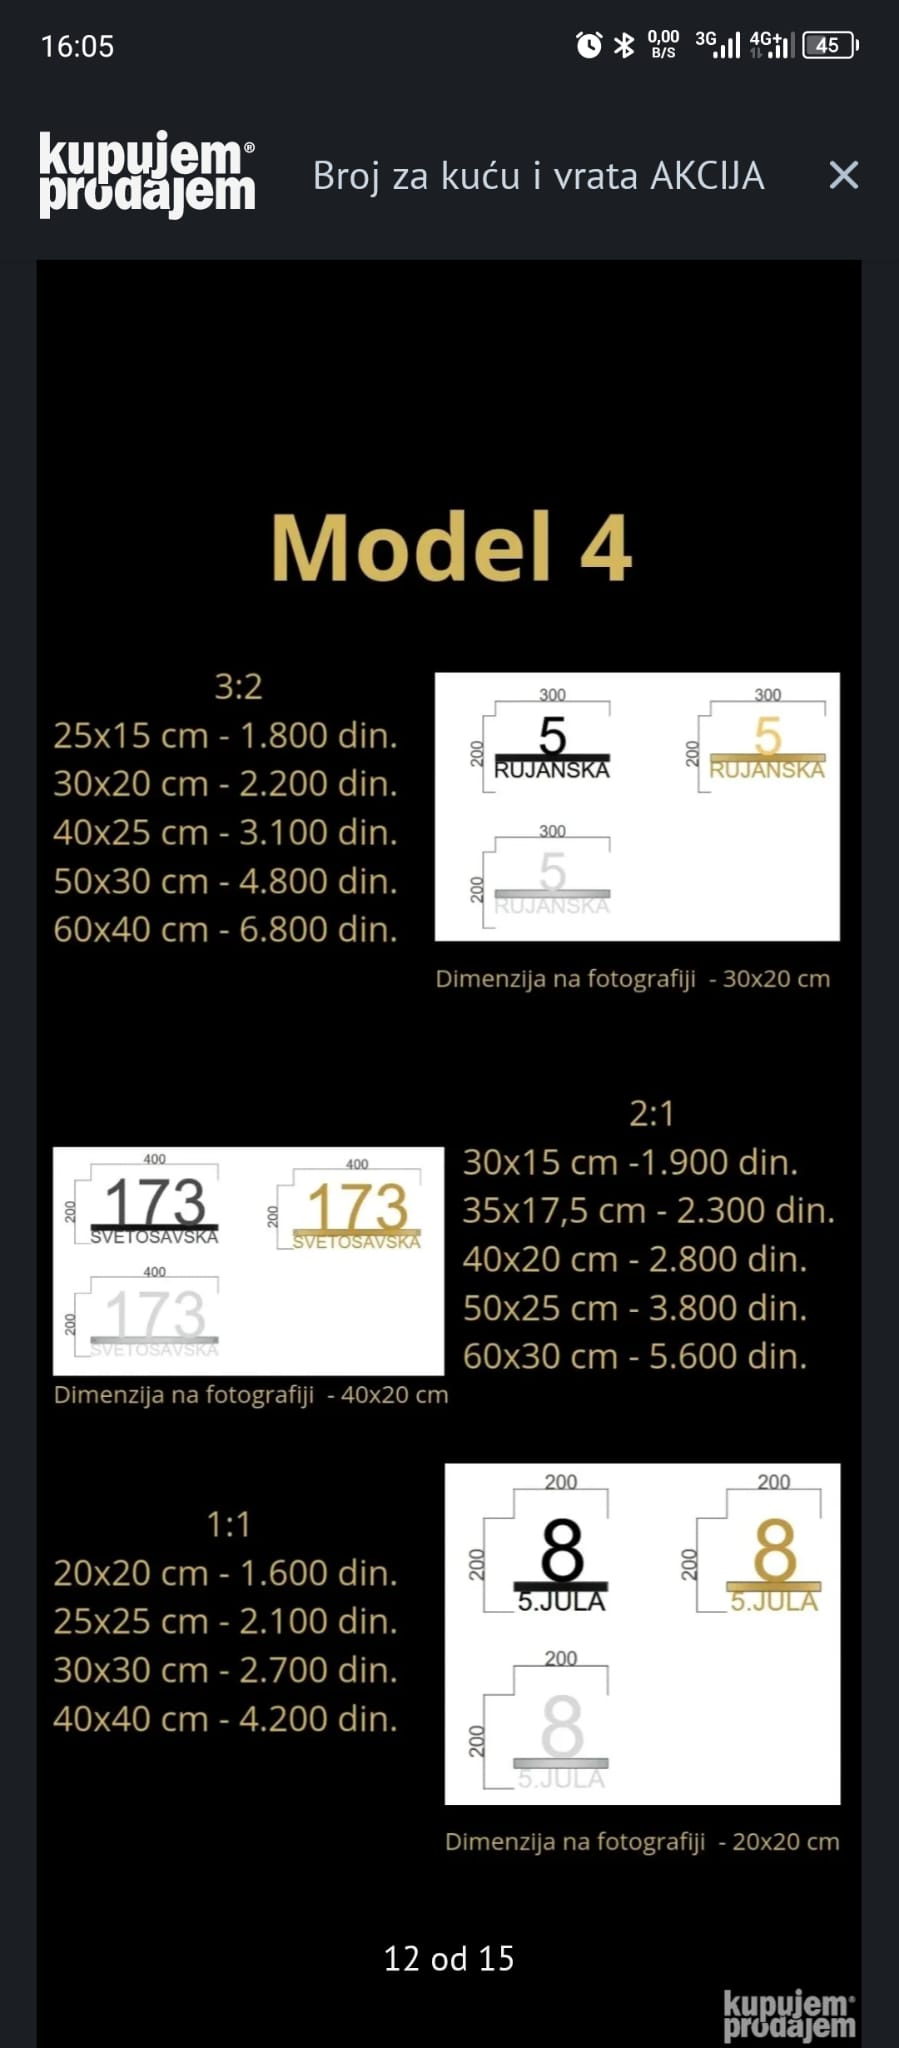 16:05
0,00
B/S
3G
4G+
45
kupujem®
prodajem
Broj za kuću i vrata AKCIJA
Model 4
3:2
25x15 cm - 1.800 din.
30x20 cm - 2.200 din.
40x25 cm - 3.100 din.
50x30 cm - 4.800 din.
60x40 cm - 6.800 din.
300
200
5
RUJANSKA
300
200
5
RUJANSKA
300
200
5
RUJANSKA
Dimenzija na fotografiji - 30x20 cm
2:1
30x15 cm -1.900 din.
35x17,5 cm - 2.300 din.
40x20 cm - 2.800 din.
50x25 cm - 3.800 din.
60x30 cm - 5.600 din.
400
200
173
SVETOSAVSKA
400
200
173
SVETOSAVSKA
400
200
173
SVETOSAVSKA
Dimenzija na fotografiji - 40x20 cm
1:1
20x20 cm - 1.600 din.
25x25 cm - 2.100 din.
30x30 cm - 2.700 din.
40x40 cm - 4.200 din.
200
200
8
5.JULA
200
200
8
5.JULA
200
200
8
5.JULA
Dimenzija na fotografiji - 20x20 cm
12 od 15
kupujem®
prodajem